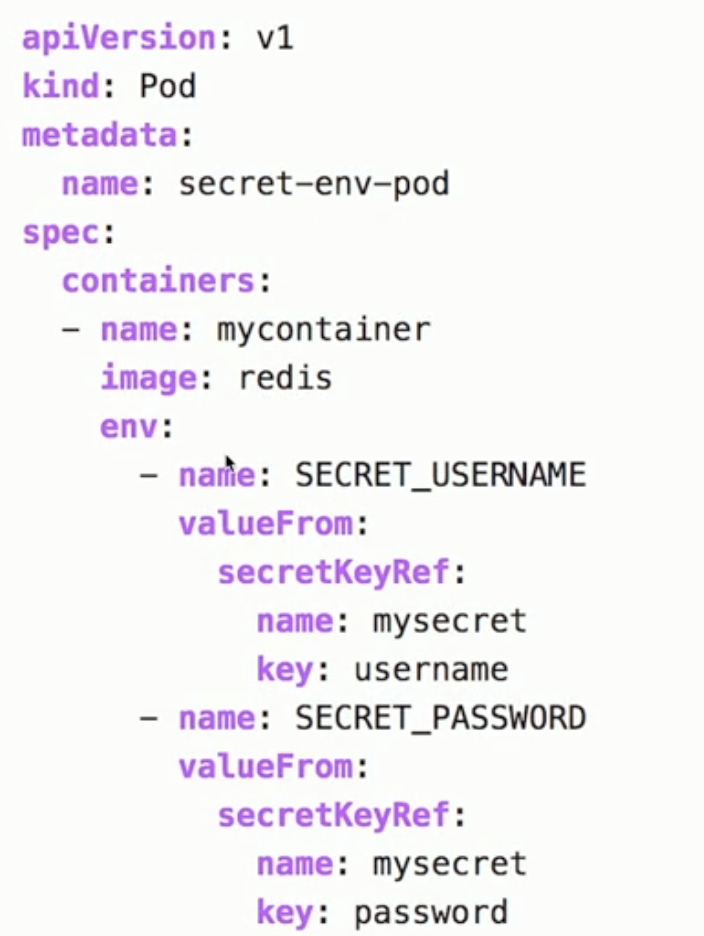 apiVersion: v1
kind: Pod
metadata:
  name: secret-env-pod
spec:
  containers:
  - name: mycontainer
    image: redis
    env:
      - name: SECRET_USERNAME
        valueFrom:
          secretKeyRef:
            name: mysecret
            key: username
      - name: SECRET_PASSWORD
        valueFrom:
          secretKeyRef:
            name: mysecret
            key: password